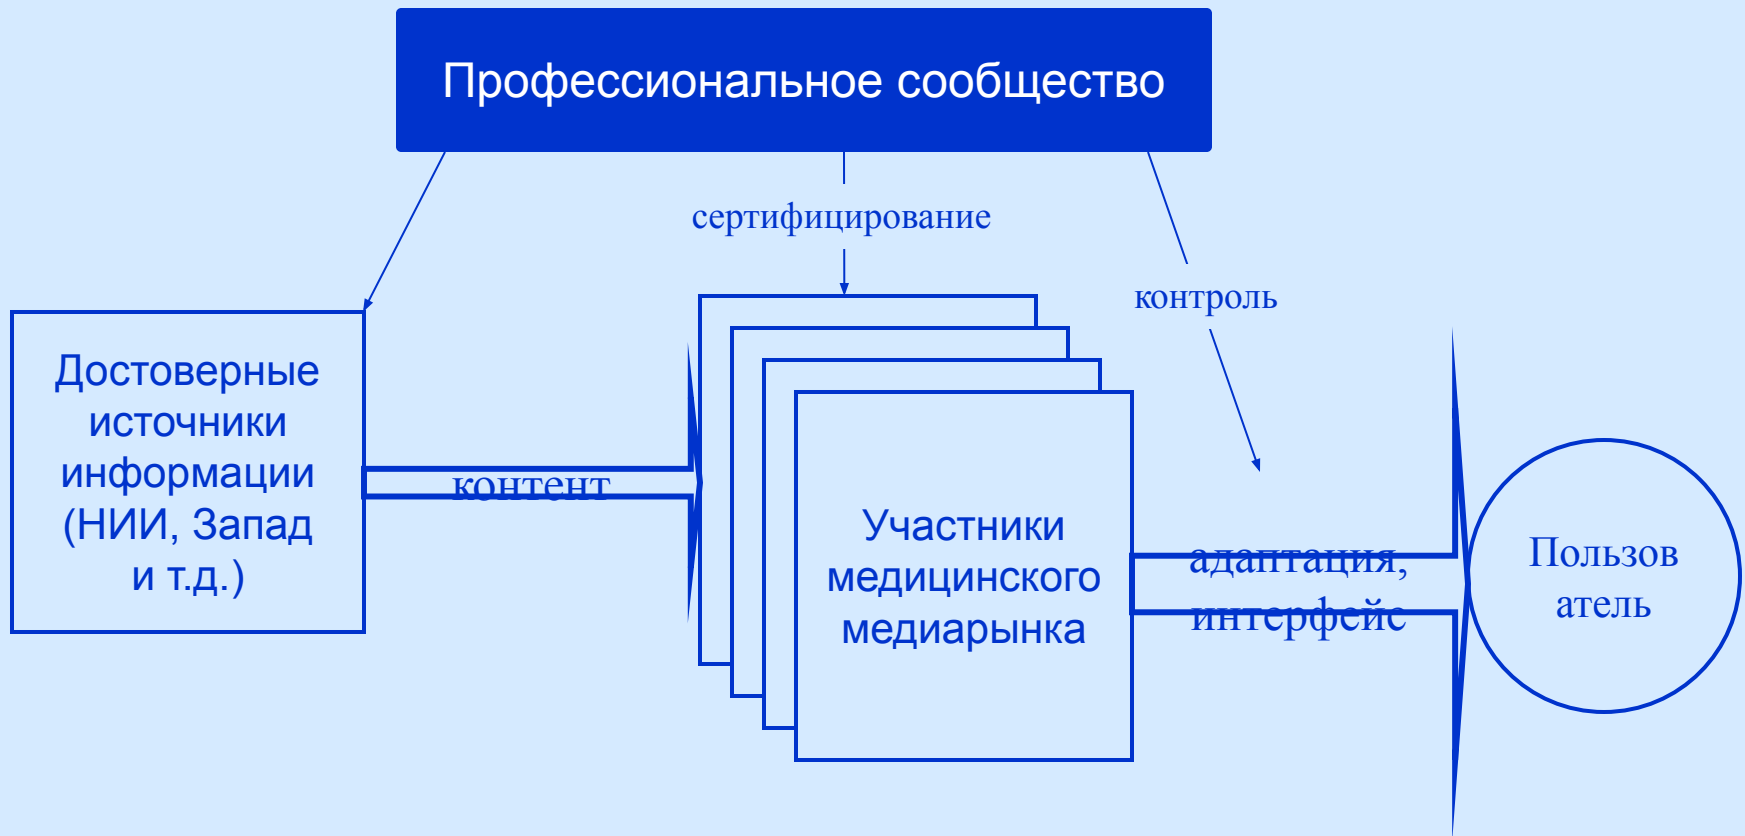 Профессиональное сообщество
сертифицирование
контроль
Достоверные
источники
информации
(НИИ, Запад
и т.д.)
контент
Участники
медицинского
медиарынка
адаптация,
интерфейс
Пользов
атель